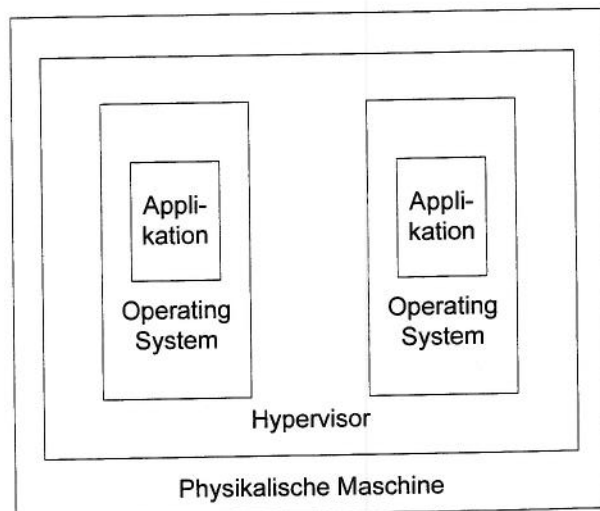 Appli-
kation
Operating
System
Appli-
kation
Operating
System
Hypervisor
Physikalische Maschine